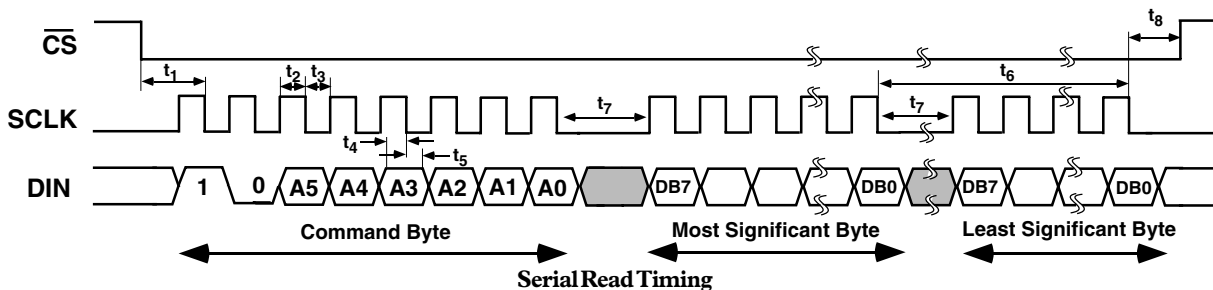 CS t1 t2 t3 t8
SCLK t7 t6 t7
t4 t5
DIN 1 0 A5 A4 A3 A2 A1 A0 DB7 DB0 DB7 DB0
Command Byte Most Significant Byte Least Significant Byte
Serial Read Timing